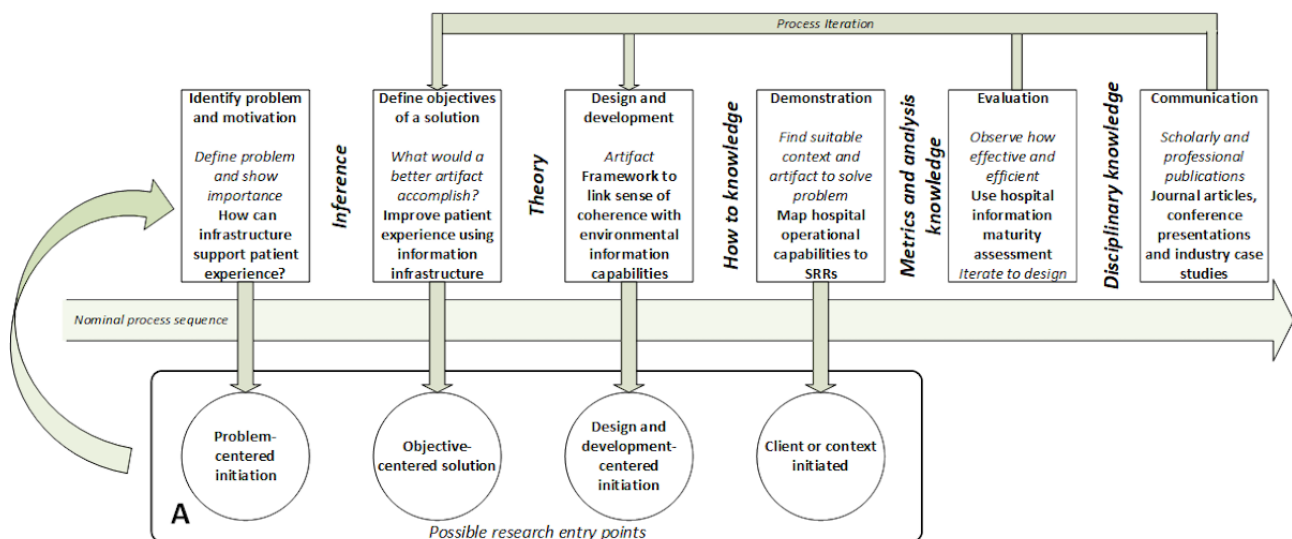 Process Iteration
Identify problem
and motivation
Define problem
and show
importance
How can
infrastructure
support patient
experience?
Inference
Define objectives
of a solution
What would a
better artifact
accomplish?
Improve patient
experience using
information
infrastructure
Theory
Design and
development
Artifact
Framework to
link sense of
coherence with
environmental
information
capabilities
How to knowledge
Demonstration
Find suitable
context and
artifact to solve
problem
Map hospital
operational
capabilities to
SRRs
Metrics and analysis
knowledge
Evaluation
Observe how
effective and
efficient
Use hospital
information
maturity
assessment
Iterate to design
Disciplinary knowledge
Communication
Scholarly and
professional
publications
Journal articles,
conference
presentations
and industry case
studies
Nominal process sequence
Problem-
centered
initiation
Objective-
centered solution
Design and
development-
centered
initiation
Client or context
initiated
A
Possible research entry points